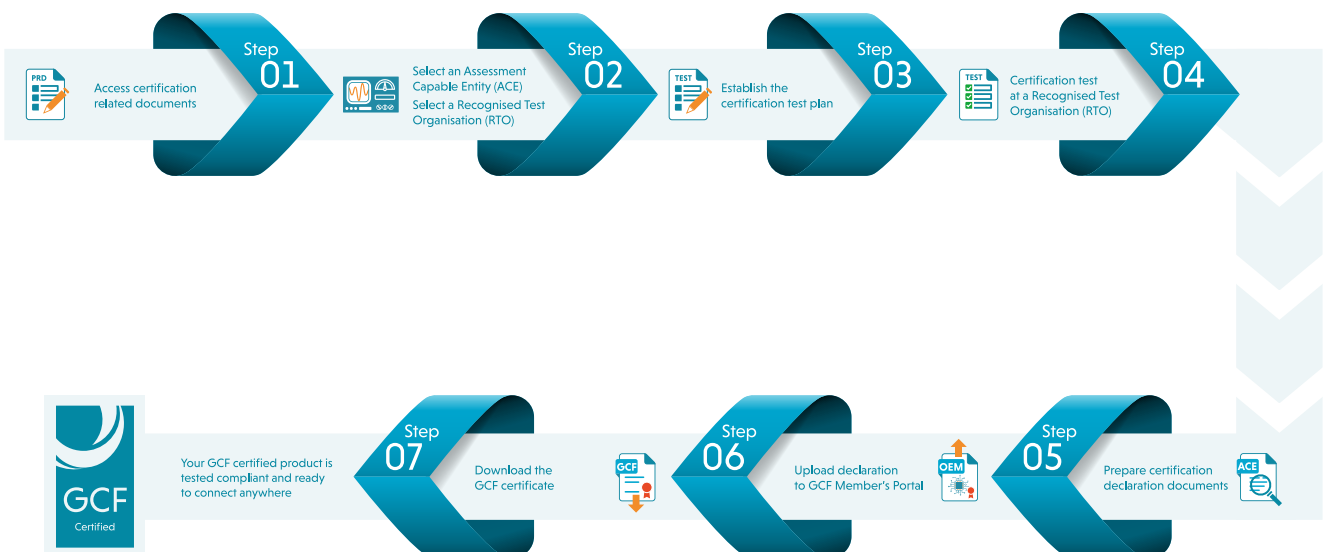 PRD
Access certification
related documents
Step
01
Select an Assessment
Capable Entity (ACE)
Select a Recognised Test
Organisation (RTO)
Step
02
TEST
Establish the
certification test plan
Step
03
TEST
Certification test
at a Recognised Test
Organisation (RTO)
Step
04
ACE
Prepare certification
declaration documents
Step
05
OEM
Upload declaration
to GCF Member's Portal
Step
06
GCF
Download the
GCF certificate
Step
07
Your GCF certified product is
tested compliant and ready
to connect anywhere
GCF
Certified